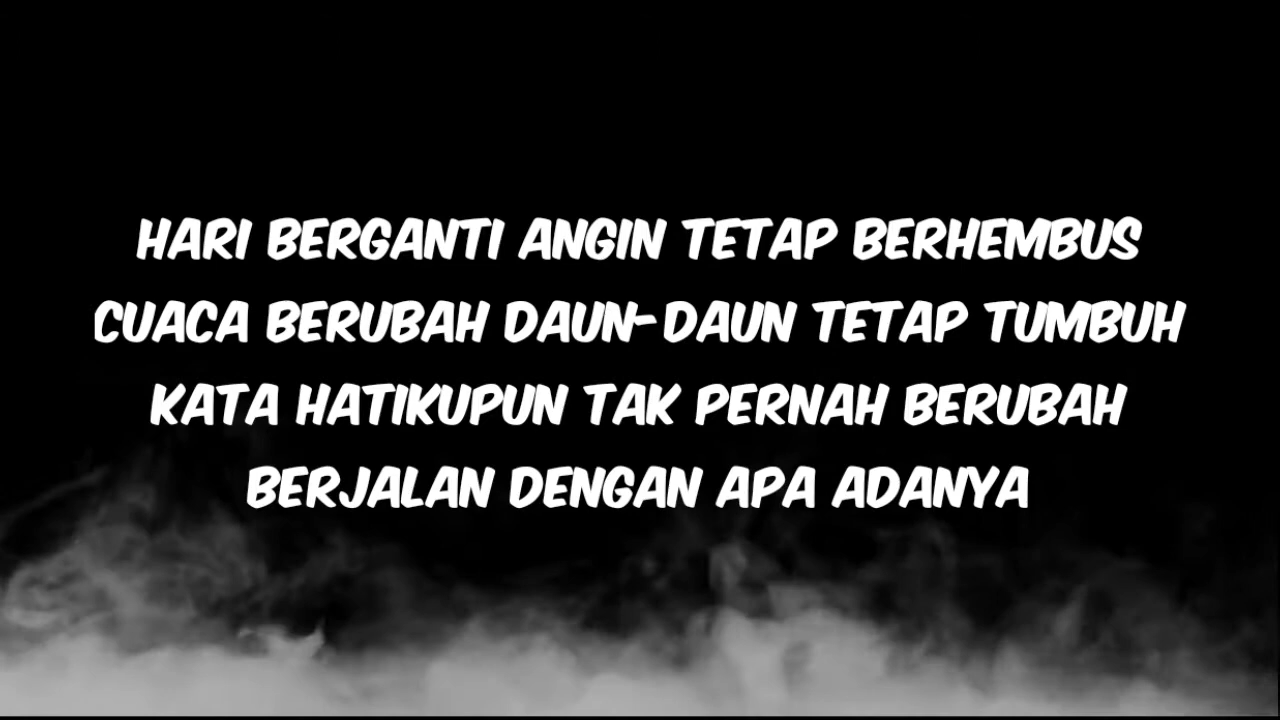 HARI BERGANTI ANGIN TETAP BERHEMBUS
CUACA BERUBAH DAUN-DAUN TETAP TUMBUH
KATA HATIKUPUN TAK PERNAH BERUBAH
BERJALAN DENGAN APA ADANYA